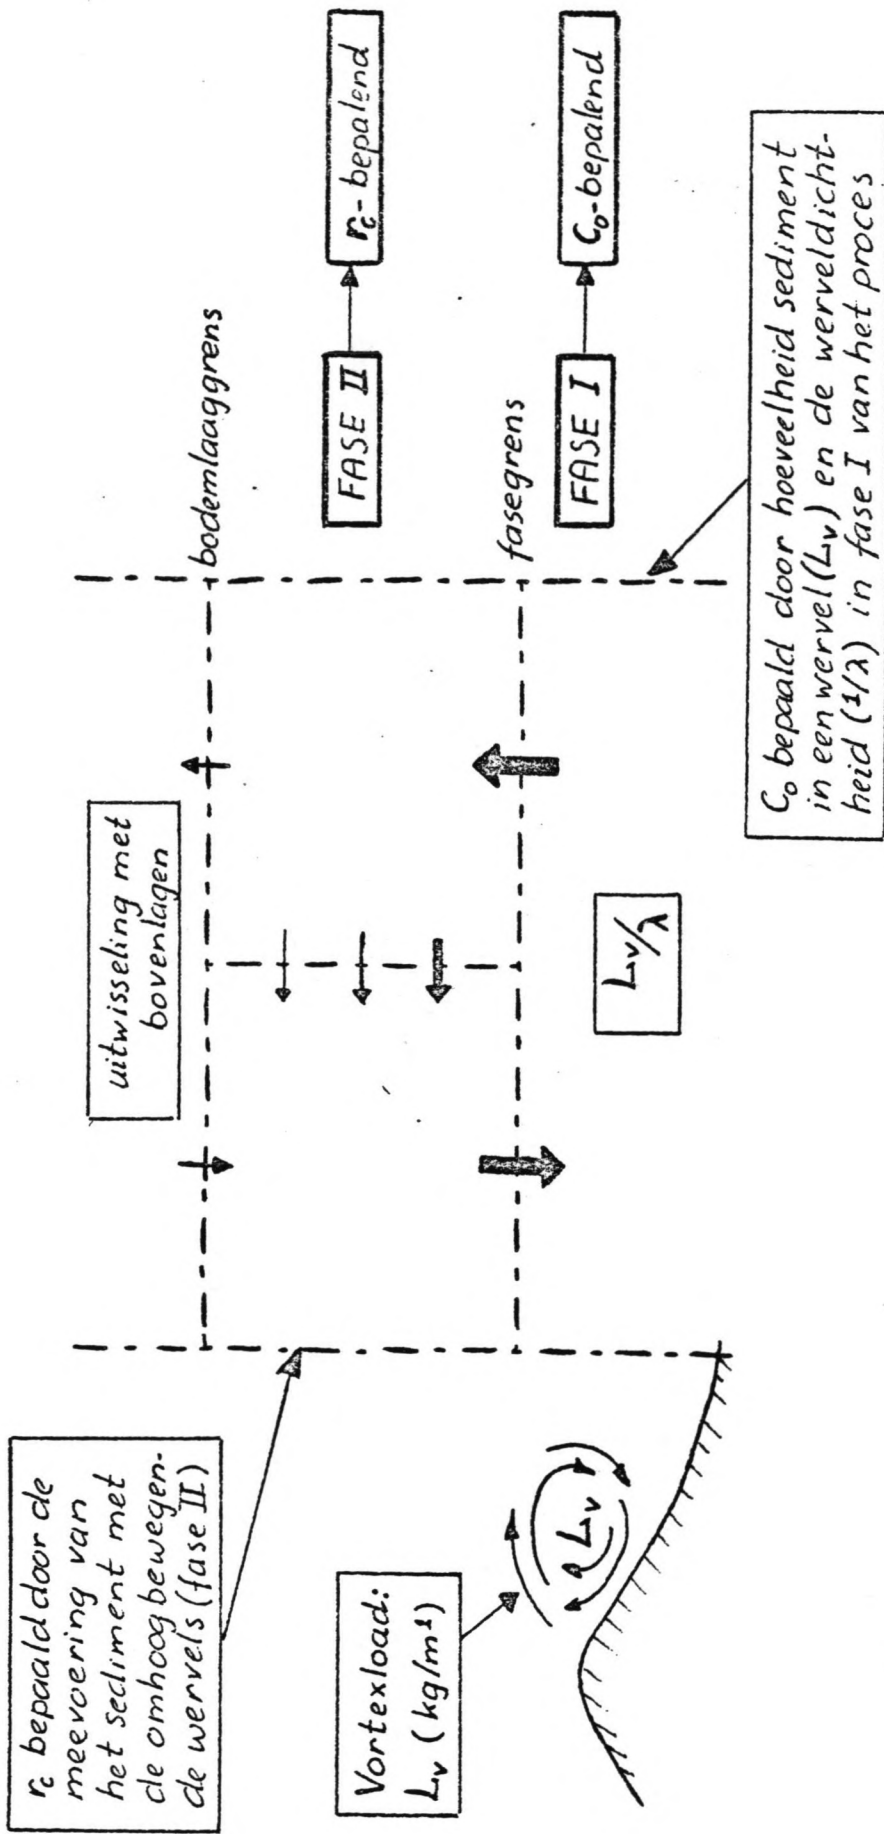 r_c bepaald door de
meevoering van
het sediment met
de omhoog bewegen-
de wervels (fase II)
uitwisseling met
bovenlagen
bodemlaaggrens
FASE II
r_c-bepalend
fasegrens
FASE I
C_o-bepalend
Vortexload:
L_v (kg/m¹)
L_v
L_v/λ
C_o bepaald door hoeveelheid sediment
in een wervel (L_v) en de werveldicht-
heid (1/λ) in fase I van het proces